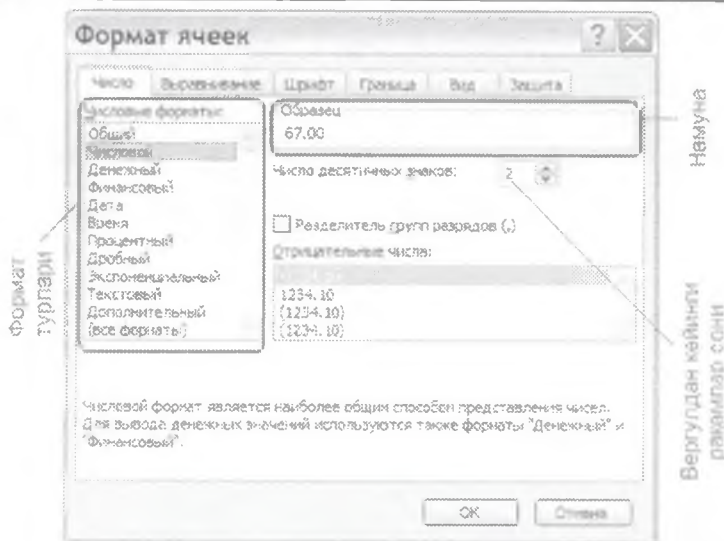 Формат ячеек
Число Выравнивание Шрифт Граница Вид Защита
Числовые форматы:
Общий
Числовой
Денежный
Финансовый
Дата
Время
Процентный
Дробный
Экспоненциальный
Текстовый
Дополнительный
(все форматы)
Образец
67.00
Число десятичных знаков: 2
Разделитель групп разрядов (,)
Отрицательные числа:
1234.10
(1234.10)
(1234.10)
Числовой формат является наиболее общим способом представления чисел.
Для вывода денежных значений используются также форматы "Денежный" и
"Финансовый".
OK Отмена
Формат
турлари
Намуна
Вергулдан кейинги
рақамлар сони